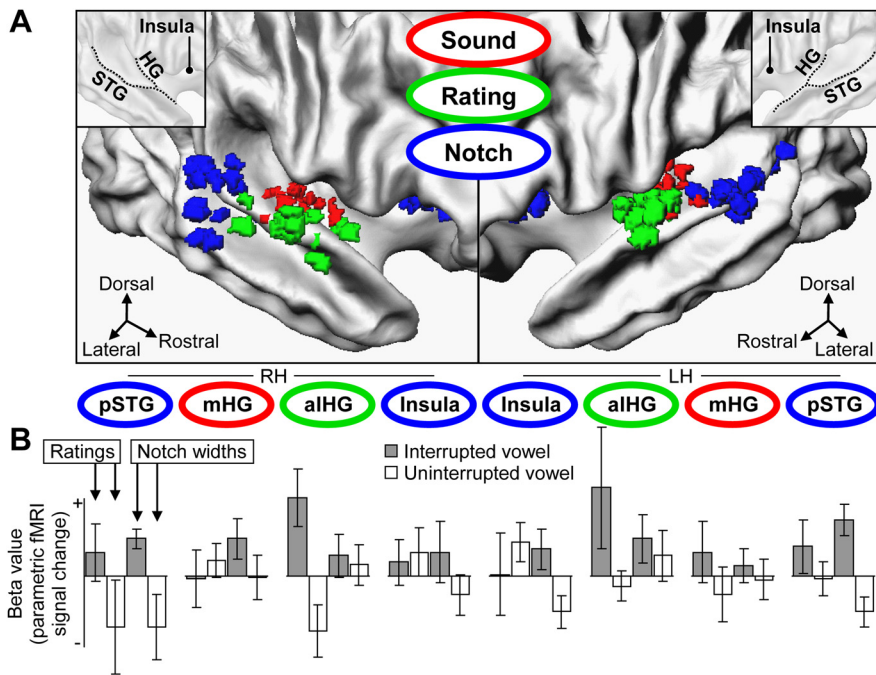 A
Insula
HG
STG
Sound
Rating
Notch
Insula
HG
STG
Dorsal
Lateral
Rostral
Dorsal
Rostral
Lateral
RH
LH
pSTG
mHG
alHG
Insula
Insula
alHG
mHG
pSTG
B
Ratings
Notch widths
Interrupted vowel
Uninterrupted vowel
+
-
Beta value
(parametric fMRI
signal change)